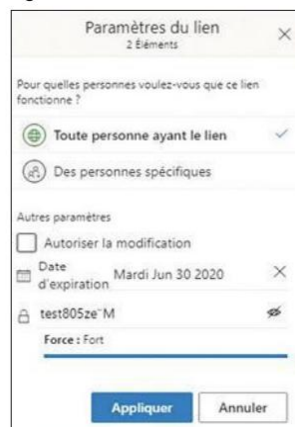 Paramètres du lien
2 Éléments
Pour quelles personnes voulez-vous que ce lien
fonctionne ?
Toute personne ayant le lien
Des personnes spécifiques
Autres paramètres
Autoriser la modification
Date
d'expiration Mardi Jun 30 2020
test805ze¨M
Force : Fort
Appliquer Annuler